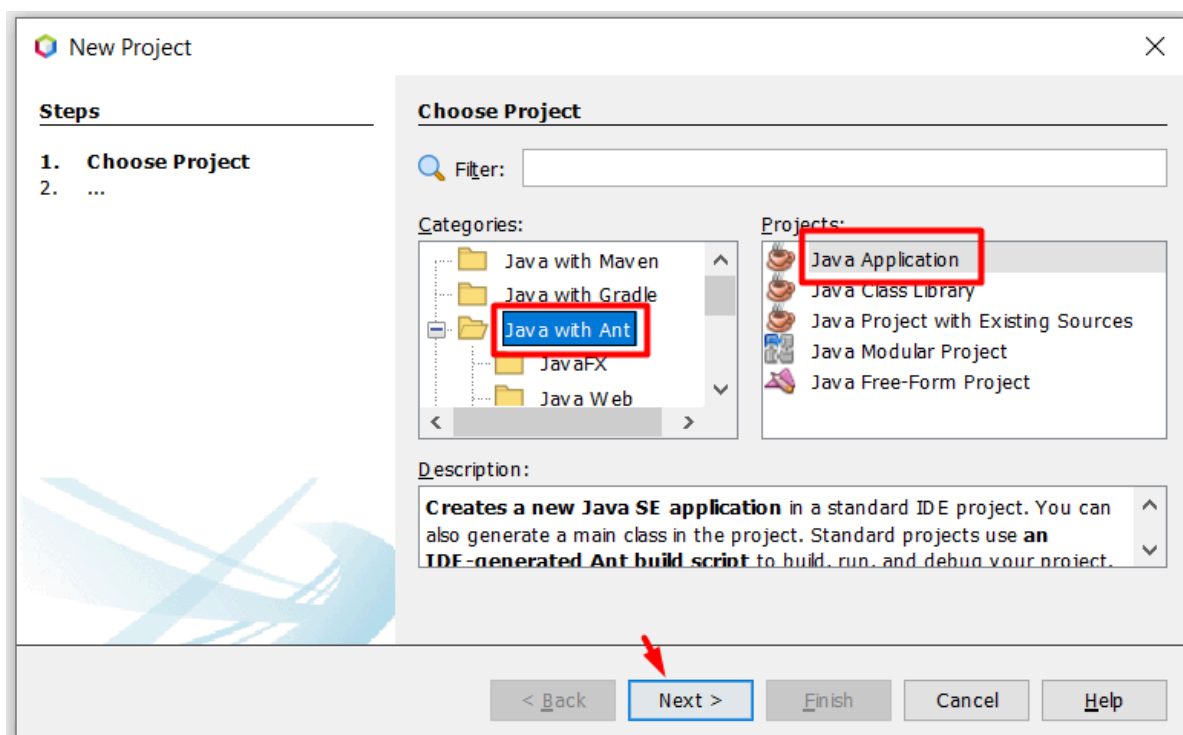 New Project
Steps
1. Choose Project
2. ...
Choose Project
Filter:
Categories:
Java with Maven
Java with Gradle
Java with Ant
JavaFX
Java Web
Projects:
Java Application
Java Class Library
Java Project with Existing Sources
Java Modular Project
Java Free-Form Project
Description:
Creates a new Java SE application in a standard IDE project. You can
also generate a main class in the project. Standard projects use an
IDE-generated Ant build script to build, run, and debug your project.
< Back
Next >
Finish
Cancel
Help